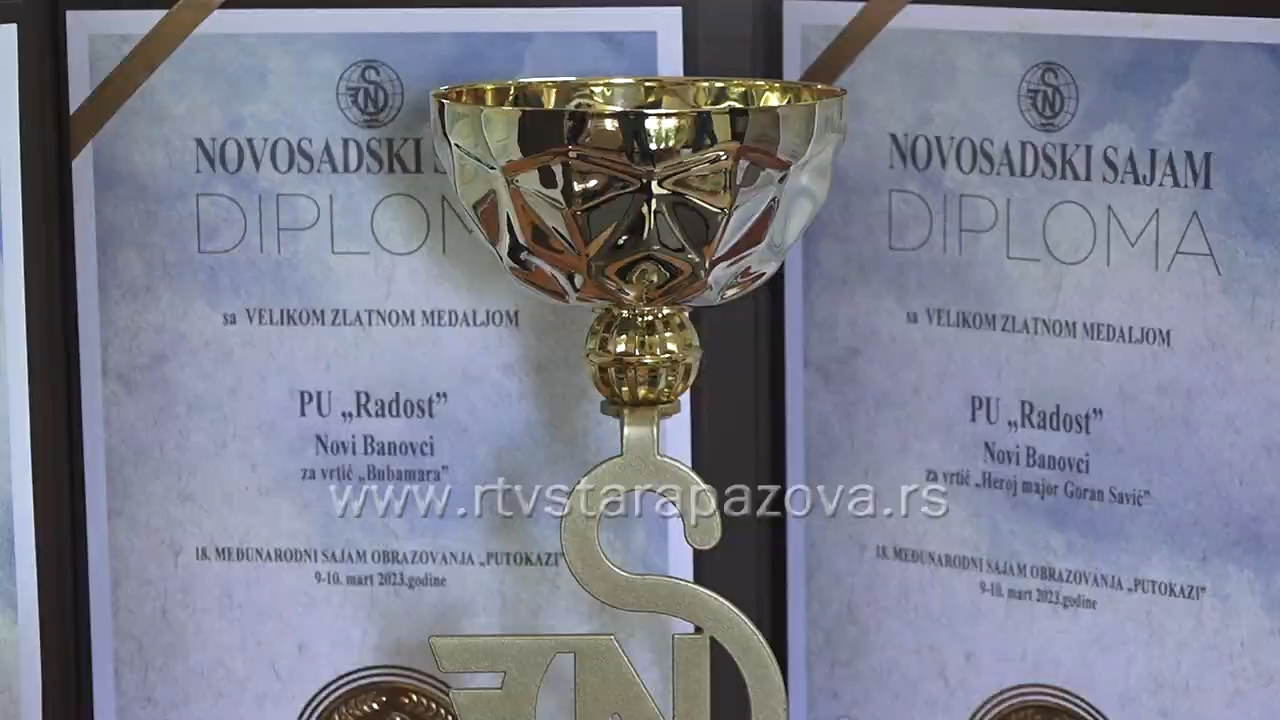 NOVOSADSKI
DIPLOM
sa VELIKOM ZLATNOM MEDALJOM
PU „Radost”
Novi Banovci
za vrtić „Bubamara”
18. MEĐUNARODNI SAJAM OBRAZOVANJA „PUTOKAZI”
9-10. mart 2023.godine
NOVOSADSKI SAJAM
DIPLOMA
sa VELIKOM ZLATNOM MEDALJOM
PU „Radost”
Novi Banovci
za vrtić „Heroj major Goran Savić”
18. MEĐUNARODNI SAJAM OBRAZOVANJA „PUTOKAZI”
9-10. mart 2023.godine
www.rtvstarapazova.rs